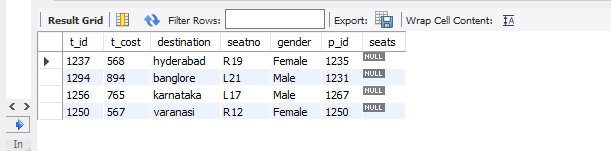 Result Grid Filter Rows: Export: Wrap Cell Content: IA
t_id t_cost destination seatno gender p_id seats
1237 568 hyderabad R19 Female 1235 NULL
1294 894 banglore L21 Male 1231 NULL
1256 765 karnataka L17 Male 1267 NULL
1250 567 varanasi R12 Female 1250 NULL
In